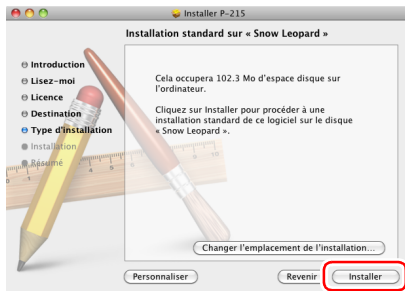 Installer P-215
Installation standard sur « Snow Leopard »
Introduction
Lisez-moi
Licence
Destination
Type d'installation
Installation
Résumé
Cela occupera 102.3 Mo d'espace disque sur
l'ordinateur.
Cliquez sur Installer pour procéder à une
installation standard de ce logiciel sur le disque
« Snow Leopard ».
Changer l'emplacement de l'installation...
Personnaliser
Revenir
Installer